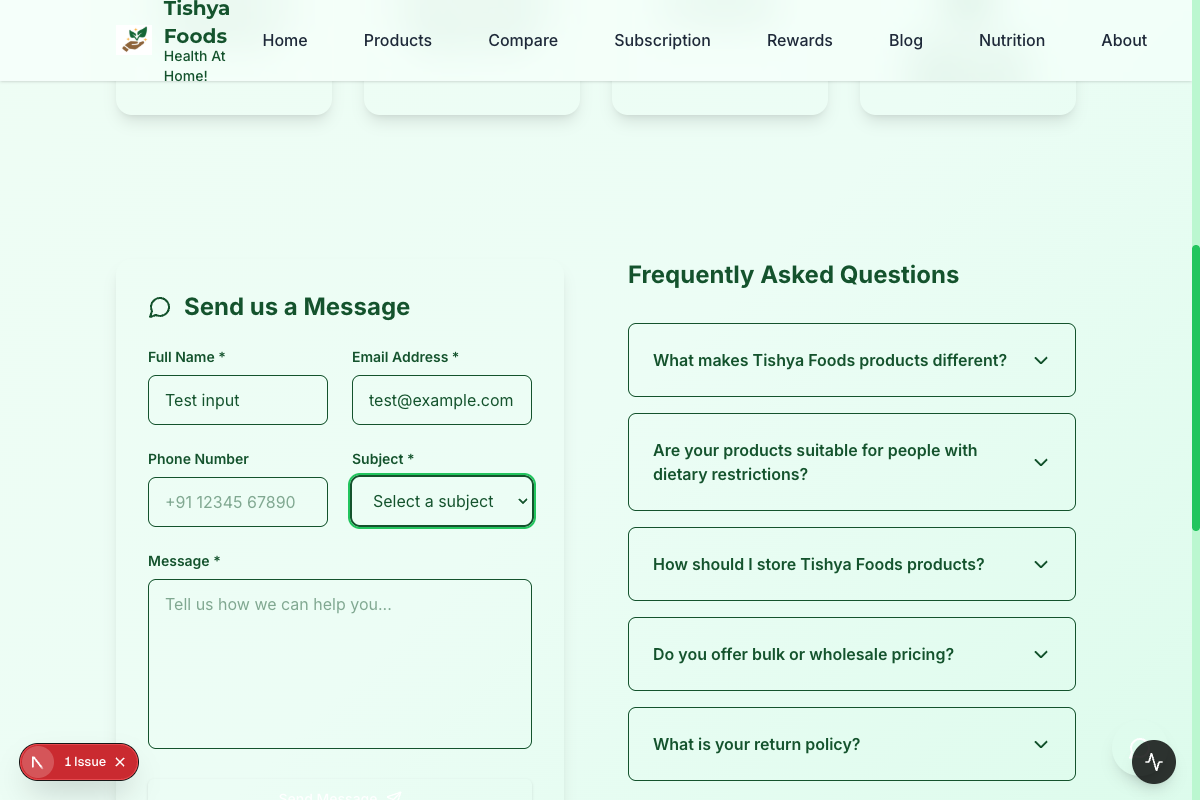 Tishya
Foods
Health At
Home!
Home
Products
Compare
Subscription
Rewards
Blog
Nutrition
About
Send us a Message
Full Name *
Email Address *
Test input
test@example.com
Phone Number
Subject *
+91 12345 67890
Select a subject
Message *
Tell us how we can help you...
Send Message
Frequently Asked Questions
What makes Tishya Foods products different?
Are your products suitable for people with
dietary restrictions?
How should I store Tishya Foods products?
Do you offer bulk or wholesale pricing?
What is your return policy?
1 Issue